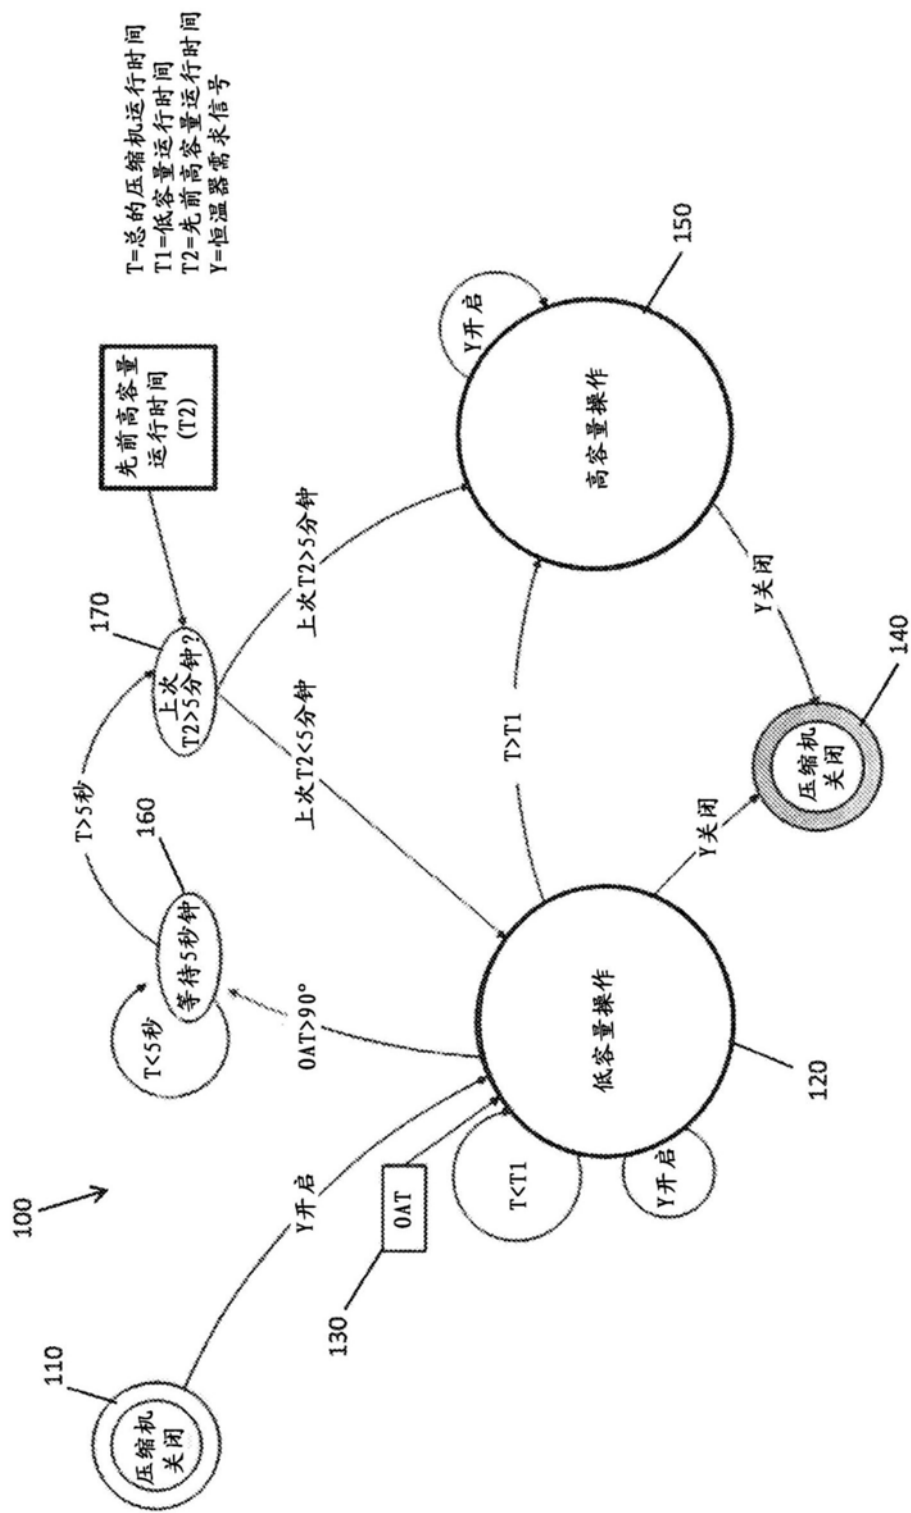 100
110
压缩机
关闭
Y开启
130
OAT
T<T1
Y开启
120
低容量操作
OAT>90°
T<5秒
等待5秒钟
160
T>5秒
170
上次
T2>5分钟?
先前高容量
运行时间
(T2)
上次T2<5分钟
上次T2>5分钟
T>T1
高容量操作
Y开启
150
Y关闭
Y关闭
压缩机
关闭
140
T=总的压缩机运行时间
T1=低容量运行时间
T2=先前高容量运行时间
Y=恒温器需求信号